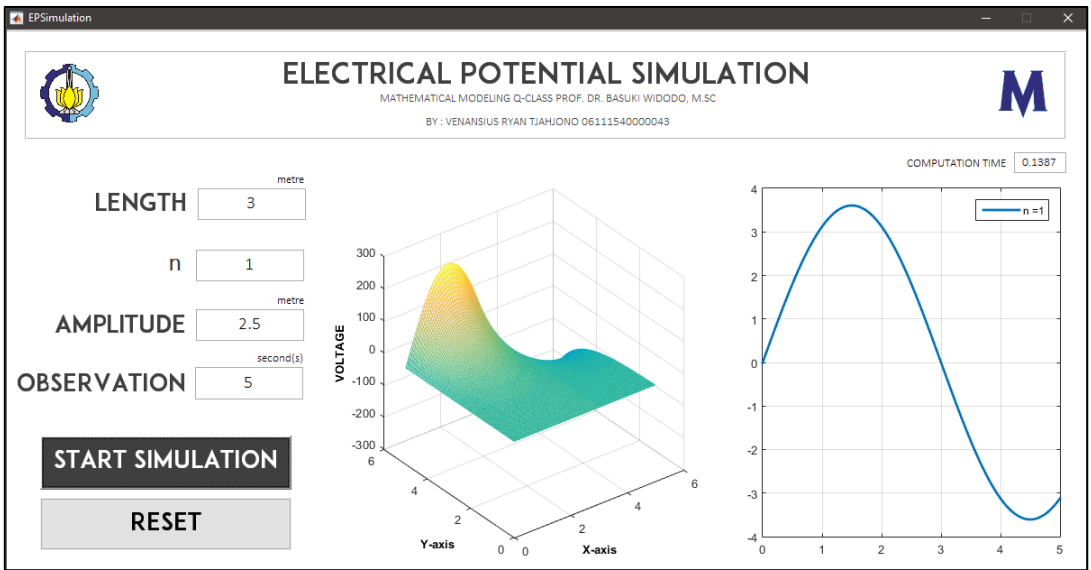 EPSimulation
ELECTRICAL POTENTIAL SIMULATION
MATHEMATICAL MODELING Q-CLASS PROF. DR. BASUKI WIDODO, M.SC
BY : VENANSIUS RYAN TJAHJONO 06111540000043
M
COMPUTATION TIME 0.1387
metre
LENGTH 3
n 1
metre
AMPLITUDE 2.5
second(s)
OBSERVATION 5
START SIMULATION
RESET
300
200
100
0
-100
-200
-300
VOLTAGE
6
4
2
0
Y-axis
0
2
4
6
X-axis
n =1
4
3
2
1
0
-1
-2
-3
-4
0 1 2 3 4 5